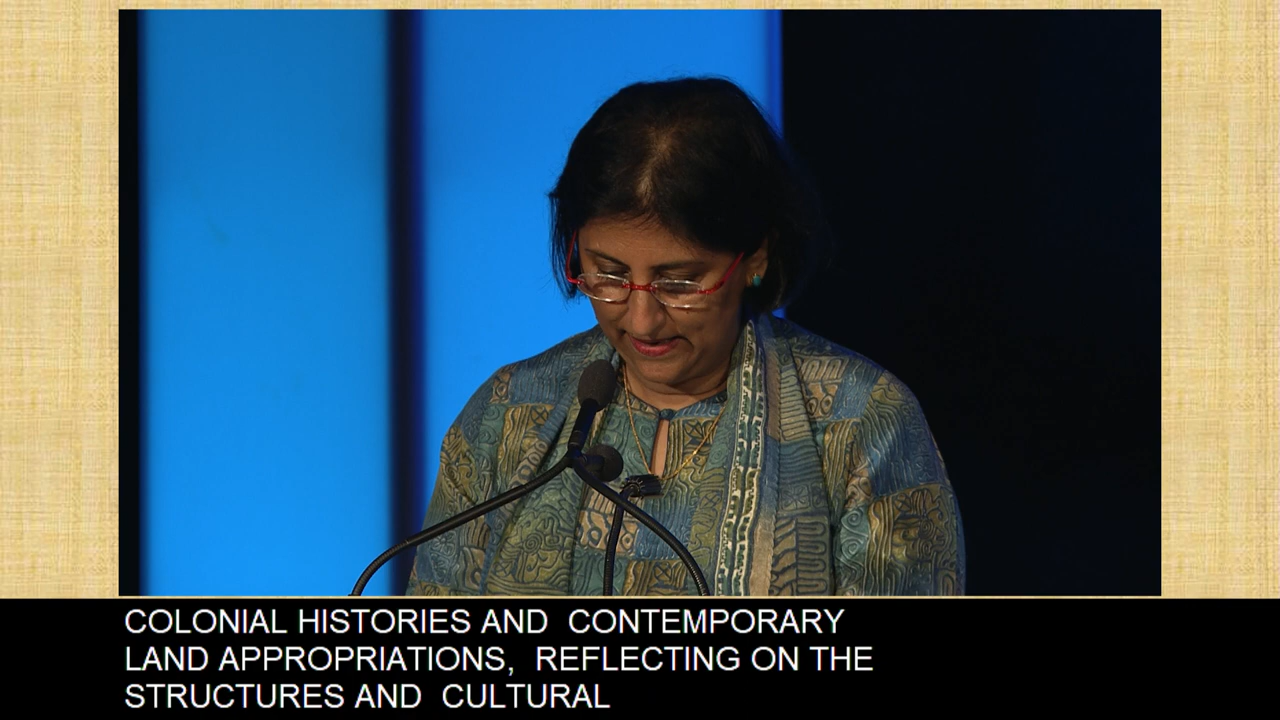 COLONIAL HISTORIES AND  CONTEMPORARY
LAND APPROPRIATIONS,  REFLECTING ON THE
STRUCTURES AND  CULTURAL